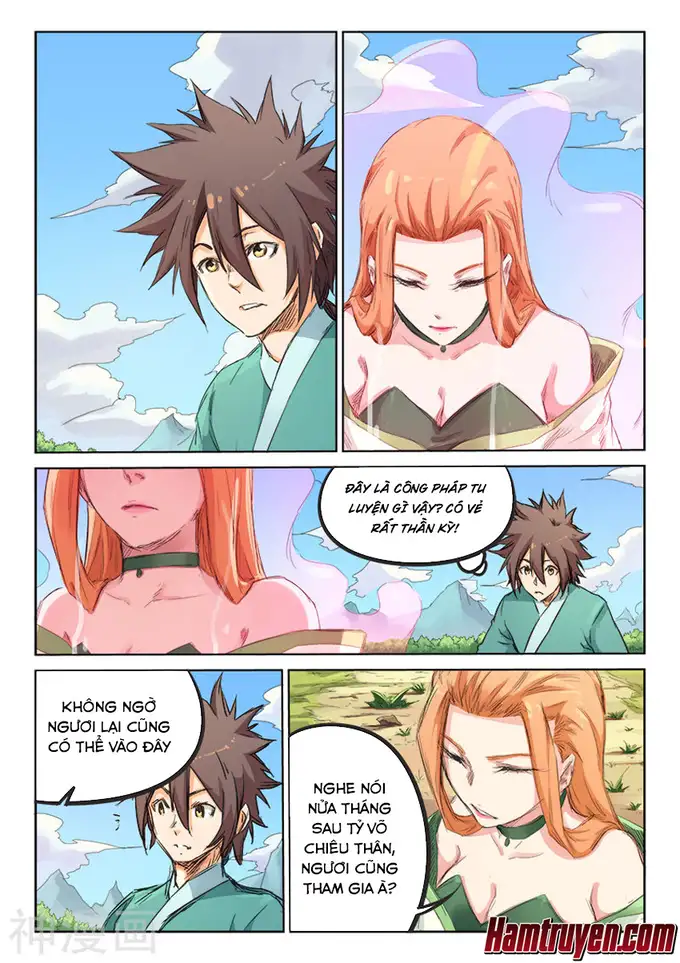 ĐÂY LÀ CÔNG PHÁP TU
LUYỆN GÌ VẬY? CÓ VẺ
RẤT THẦN KỲ!
KHÔNG NGỜ
NGƯƠI LẠI CŨNG
CÓ THỂ VÀO ĐÂY
NGHE NÓI
NỬA THÁNG
SAU TỶ VÕ
CHIÊU THÂN,
NGƯƠI CŨNG
THAM GIA À?
神漫画
Hamtruyen.com